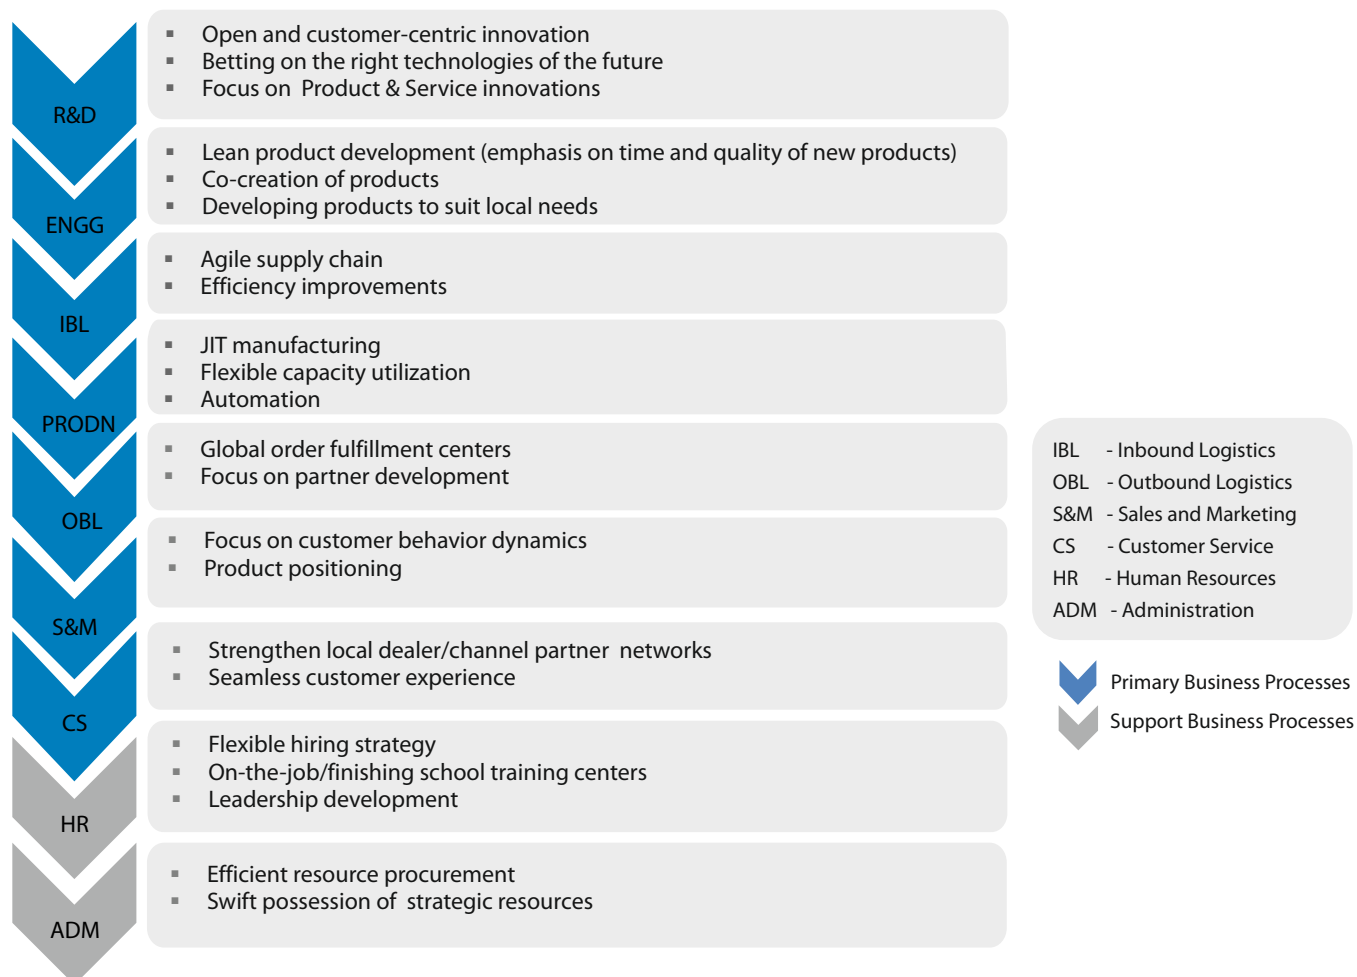 R&D
▪ Open and customer-centric innovation
▪ Betting on the right technologies of the future
▪ Focus on Product & Service innovations
ENGG
▪ Lean product development (emphasis on time and quality of new products)
▪ Co-creation of products
▪ Developing products to suit local needs
IBL
▪ Agile supply chain
▪ Efficiency improvements
PRODN
▪ JIT manufacturing
▪ Flexible capacity utilization
▪ Automation
OBL
▪ Global order fulfillment centers
▪ Focus on partner development
S&M
▪ Focus on customer behavior dynamics
▪ Product positioning
CS
▪ Strengthen local dealer/channel partner networks
▪ Seamless customer experience
HR
▪ Flexible hiring strategy
▪ On-the-job/finishing school training centers
▪ Leadership development
ADM
▪ Efficient resource procurement
▪ Swift possession of strategic resources
IBL - Inbound Logistics
OBL - Outbound Logistics
S&M - Sales and Marketing
CS - Customer Service
HR - Human Resources
ADM - Administration
Primary Business Processes
Support Business Processes